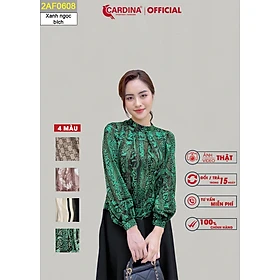 2AF0608
Xanh ngọc
bích
CARDINA | OFFICIAL
4 MÀU
THẬT
ĐỔI / TRẢ
15
TƯ VẤN
MIỄN PHÍ
100%
CHÍNH HÃNG